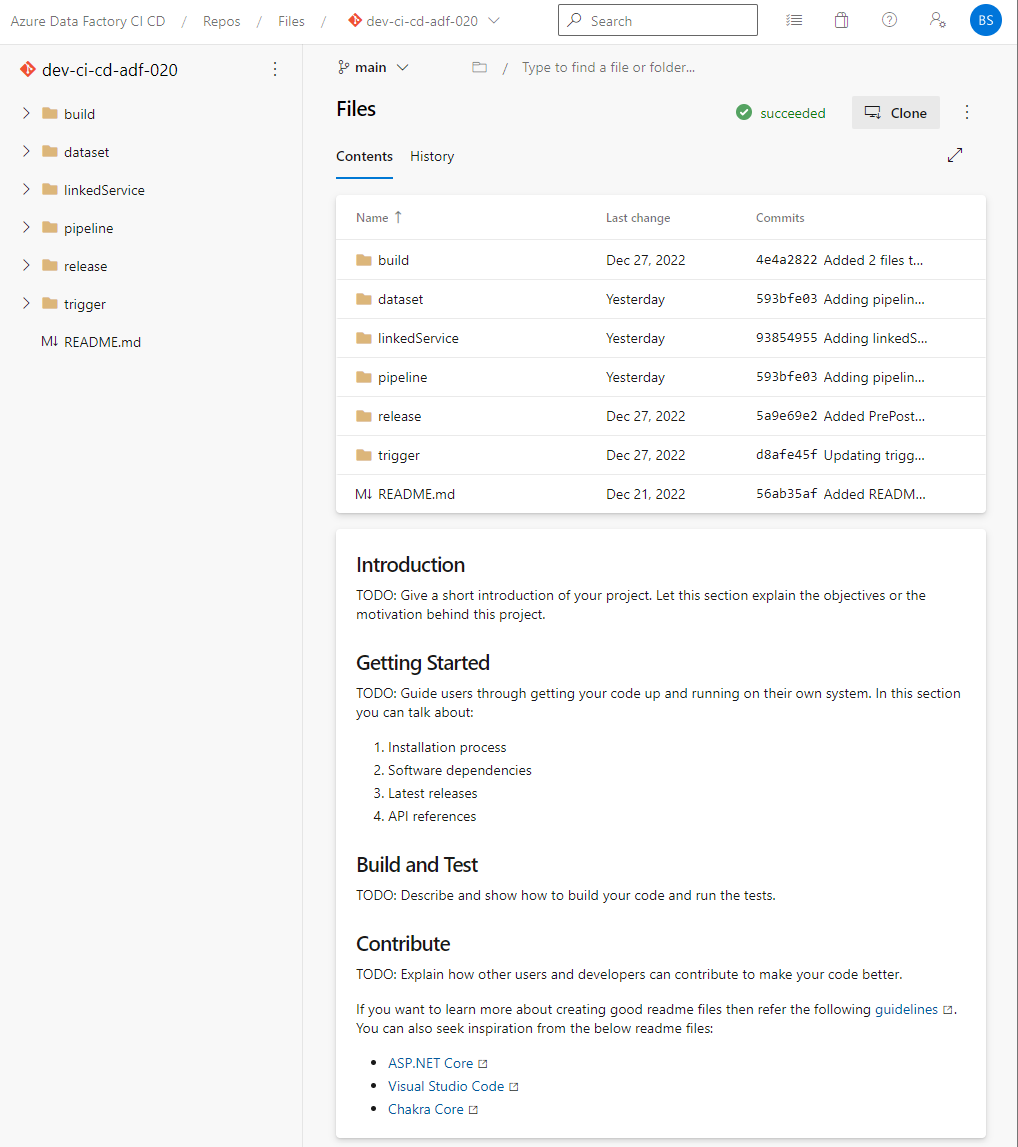 Azure Data Factory CI CD / Repos / Files / dev-ci-cd-adf-020 Search BS
dev-ci-cd-adf-020
build
dataset
linkedService
pipeline
release
trigger
M↓ README.md
main / Type to find a file or folder...
Files
succeeded Clone
Contents History
Name ↑ Last change Commits
build Dec 27, 2022 4e4a2822 Added 2 files t...
dataset Yesterday 593bfe03 Adding pipelin...
linkedService Yesterday 93854955 Adding linkedS...
pipeline Yesterday 593bfe03 Adding pipelin...
release Dec 27, 2022 5a9e69e2 Added PrePost...
trigger Dec 27, 2022 d8afe45f Updating trigg...
M↓ README.md Dec 21, 2022 56ab35af Added READM...
Introduction
TODO: Give a short introduction of your project. Let this section explain the objectives or the
motivation behind this project.
Getting Started
TODO: Guide users through getting your code up and running on their own system. In this section
you can talk about:
1. Installation process
2. Software dependencies
3. Latest releases
4. API references
Build and Test
TODO: Describe and show how to build your code and run the tests.
Contribute
TODO: Explain how other users and developers can contribute to make your code better.
If you want to learn more about creating good readme files then refer the following guidelines.
You can also seek inspiration from the below readme files:
• ASP.NET Core
• Visual Studio Code
• Chakra Core